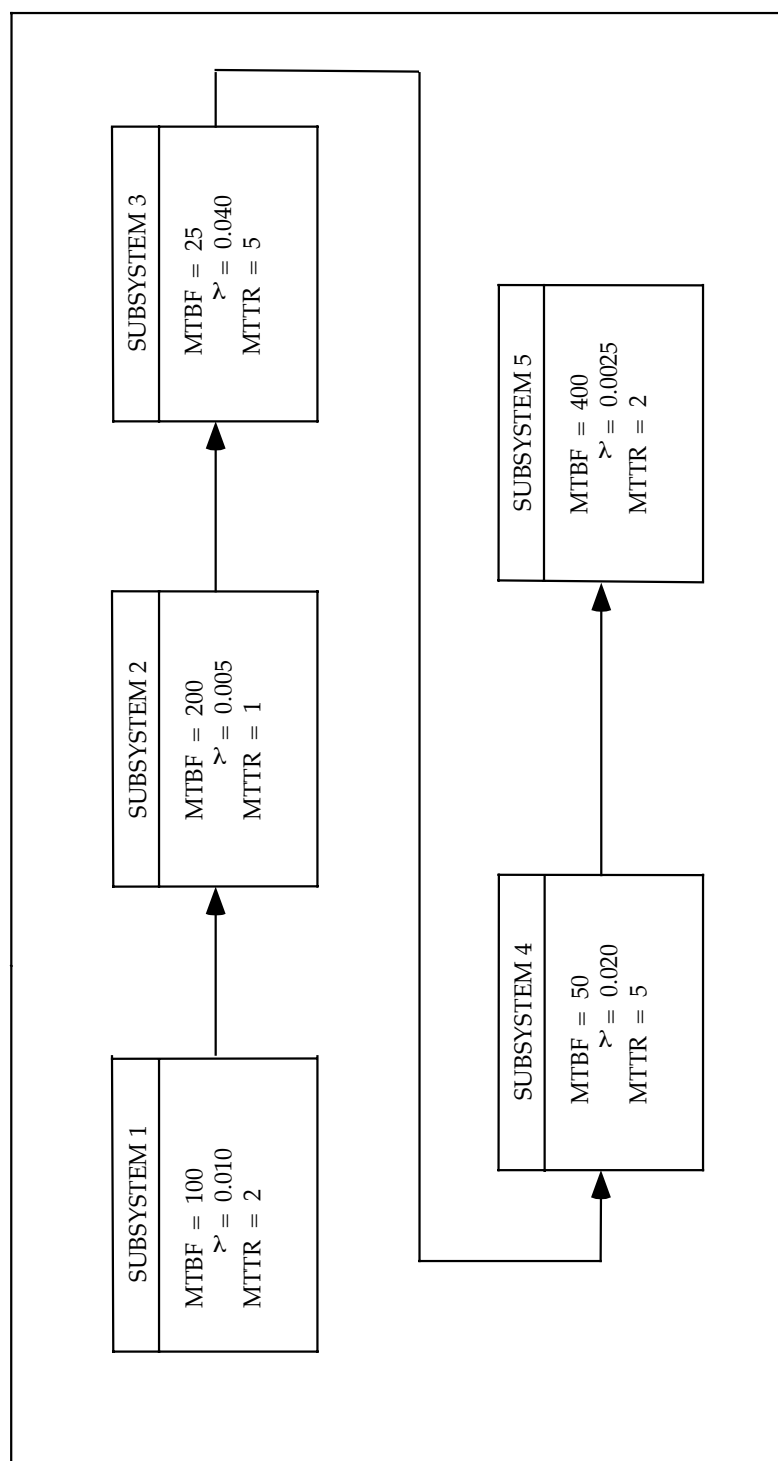 SUBSYSTEM 1
MTBF = 100
λ = 0.010
MTTR = 2
SUBSYSTEM 2
MTBF = 200
λ = 0.005
MTTR = 1
SUBSYSTEM 3
MTBF = 25
λ = 0.040
MTTR = 5
SUBSYSTEM 4
MTBF = 50
λ = 0.020
MTTR = 5
SUBSYSTEM 5
MTBF = 400
λ = 0.0025
MTTR = 2